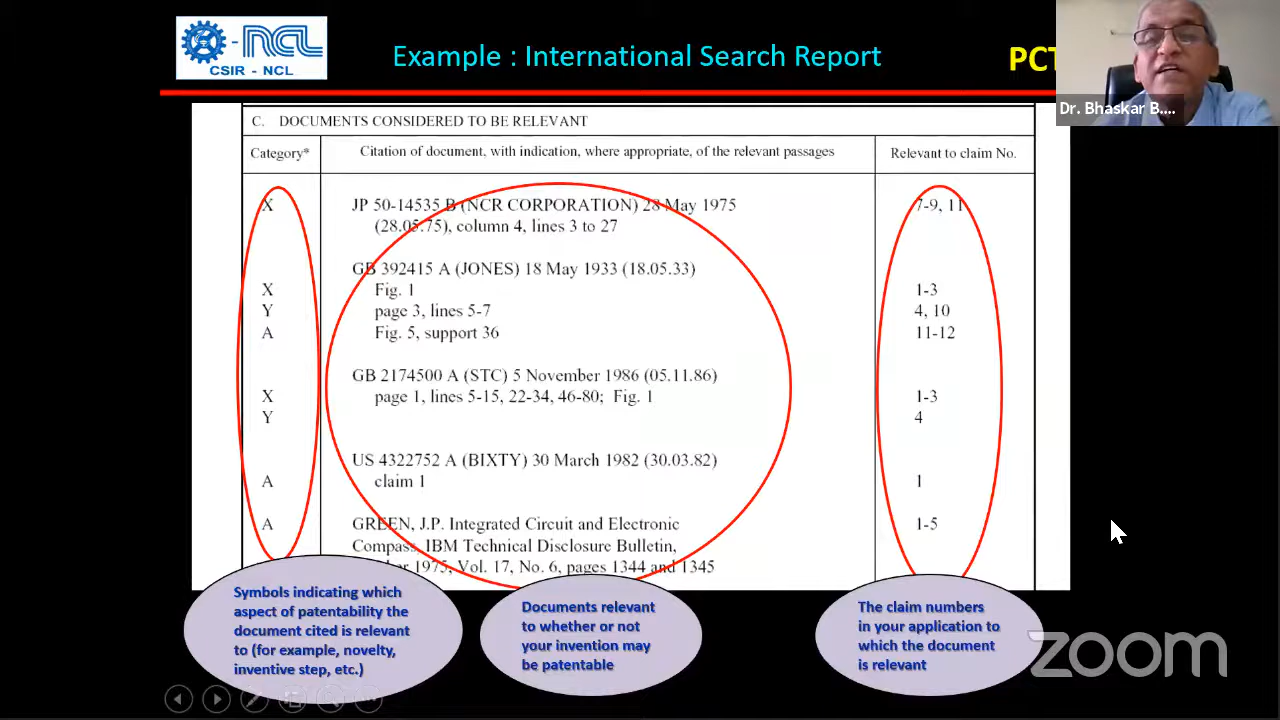 NCL
CSIR - NCL
Example : International Search Report
Dr. Bhaskar B....
C. DOCUMENTS CONSIDERED TO BE RELEVANT
Category* Citation of document, with indication, where appropriate, of the relevant passages Relevant to claim No.
X JP 50-14535 B (NCR CORPORATION) 28 May 1975 7-9, 11
(28.05.75), column 4, lines 3 to 27
GB 392415 A (JONES) 18 May 1933 (18.05.33)
X Fig. 1 1-3
Y page 3, lines 5-7 4, 10
A Fig. 5, support 36 11-12
GB 2174500 A (STC) 5 November 1986 (05.11.86)
X page 1, lines 5-15, 22-34, 46-80; Fig. 1 1-3
Y 4
US 4322752 A (BIXTY) 30 March 1982 (30.03.82)
A claim 1 1
A GREEN, J.P. Integrated Circuit and Electronic 1-5
Compass, IBM Technical Disclosure Bulletin,
1975, Vol. 17, No. 6, pages 1344 and 1345
Symbols indicating which
aspect of patentability the
document cited is relevant
to (for example, novelty,
inventive step, etc.)
Documents relevant
to whether or not
your invention may
be patentable
The claim numbers
in your application to
which the document
is relevant
zoom